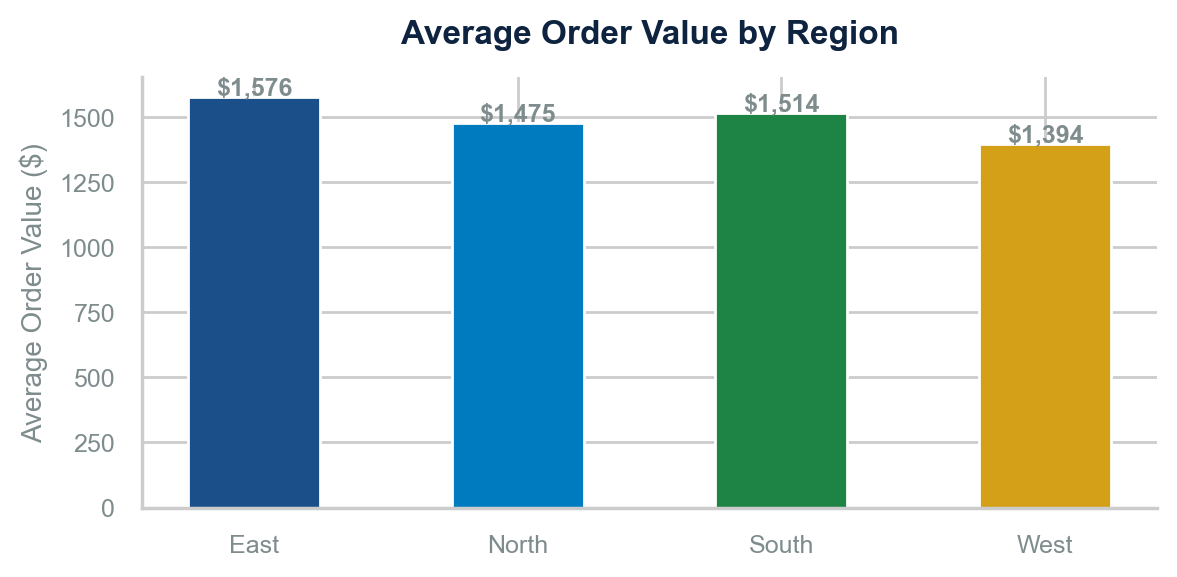 Average Order Value by Region
Average Order Value ($)
1500
1250
1000
750
500
250
0
$1,576
$1,475
$1,514
$1,394
East
North
South
West